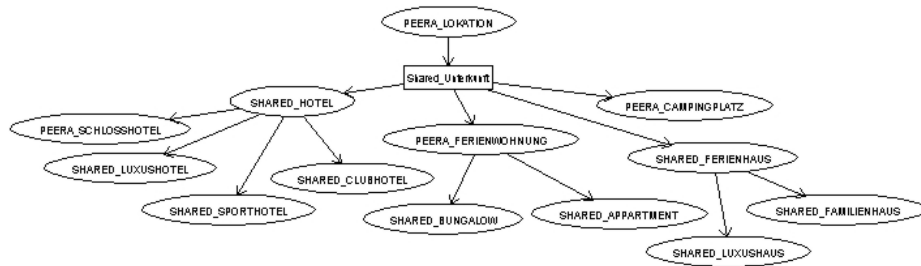 PEERA_LOKATION
Shared_Unterkunft
SHARED_HOTEL
PEERA_CAMPINGPLATZ
PEERA_SCHLOSSHOTEL
PEERA_FERIENWOHNUNG
SHARED_FERIENHAUS
SHARED_LUXUSHOTEL
SHARED_CLUBHOTEL
SHARED_SPORTHOTEL
SHARED_BUNGALOW
SHARED_APPARTMENT
SHARED_FAMILIENHAUS
SHARED_LUXUSHAUS